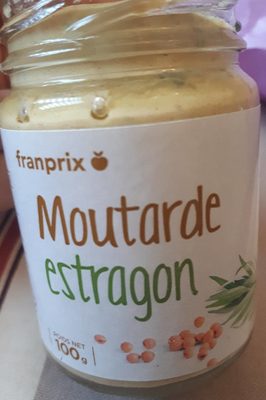 franprix
Moutarde
estragon
POIDS NET
100g